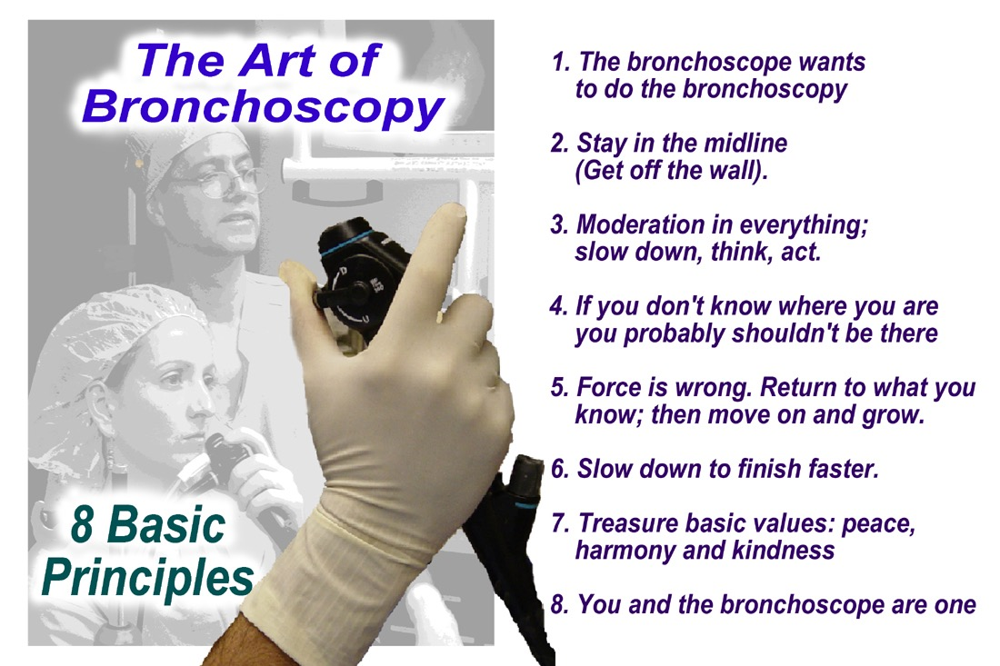 The Art of
Bronchoscopy
8 Basic
Principles
1. The bronchoscope wants
to do the bronchoscopy
2. Stay in the midline
(Get off the wall).
3. Moderation in everything;
slow down, think, act.
4. If you don't know where you are
you probably shouldn't be there
5. Force is wrong. Return to what you
know; then move on and grow.
6. Slow down to finish faster.
7. Treasure basic values: peace,
harmony and kindness
8. You and the bronchoscope are one
D
U